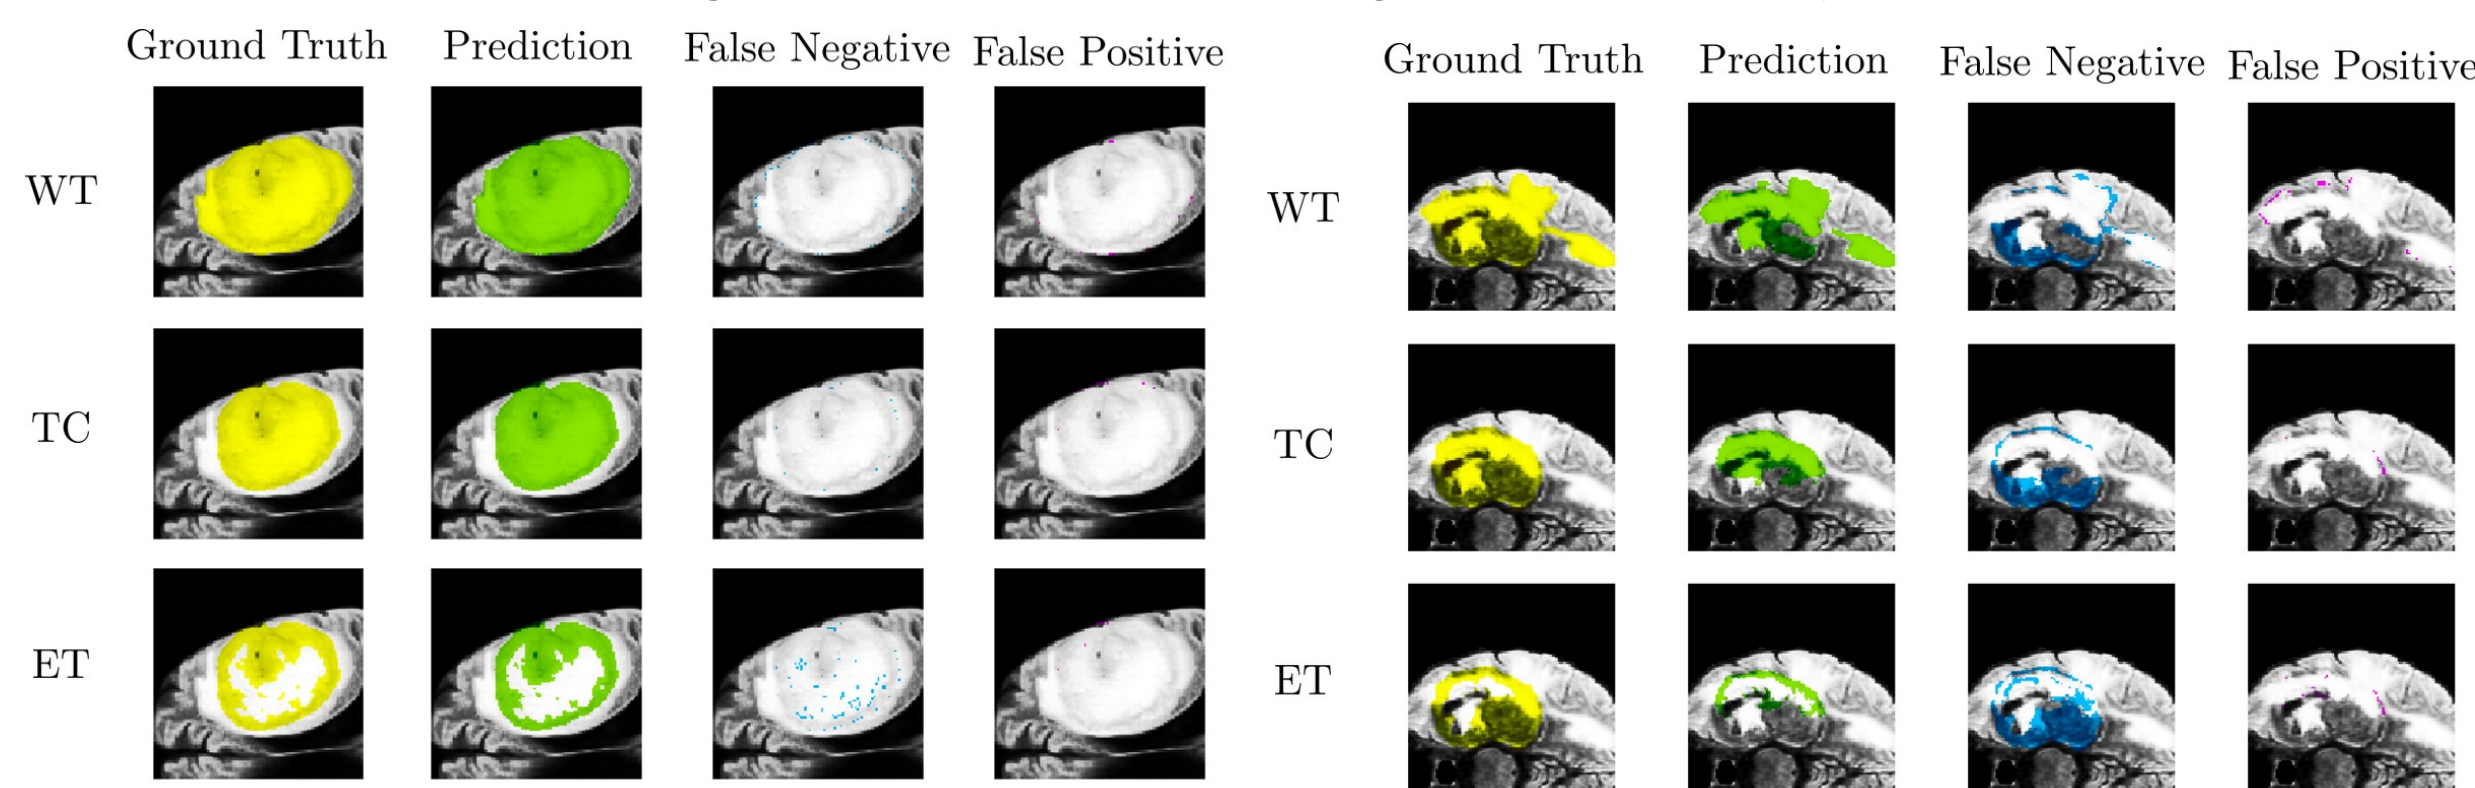 Ground Truth Prediction False Negative False Positive
WT
TC
ET
Ground Truth Prediction False Negative False Positive
WT
TC
ET